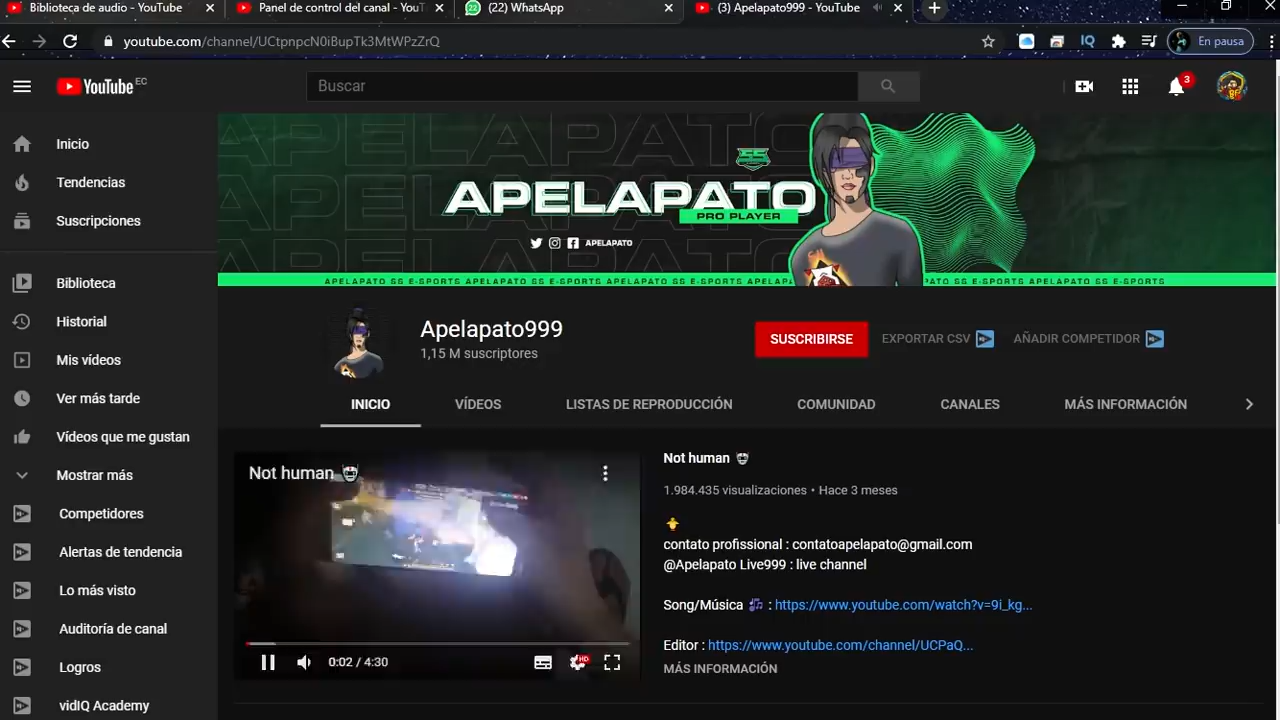 Biblioteca de audio - YouTube
Panel de control del canal - YouT
(22) WhatsApp
(3) Apelapato999 - YouTube
youtube.com/channel/UCtpnpcN0iBupTk3MtWPzZrQ
IQ
En pausa
YouTube EC
Buscar
3
Inicio
Tendencias
Suscripciones
Biblioteca
Historial
Mis vídeos
Ver más tarde
Vídeos que me gustan
Mostrar más
Competidores
Alertas de tendencia
Lo más visto
Auditoría de canal
Logros
vidIQ Academy
APELAPATO
APELAPATO
APELAPATO
PRO PLAYER
APELAPATO
APELAPATO SS E-SPORTS APELAPATO SS E-SPORTS APELAPATO SS E-SPORTS APELAPA
PATO SS E-SPORTS APELAPATO SS E-SPORTS
Apelapato999
1,15 M suscriptores
SUSCRIBIRSE
EXPORTAR CSV
AÑADIR COMPETIDOR
INICIO
VÍDEOS
LISTAS DE REPRODUCCIÓN
COMUNIDAD
CANALES
MÁS INFORMACIÓN
Not human
0:02 / 4:30
HD
Not human
1.984.435 visualizaciones • Hace 3 meses
contato profissional : contatoapelapato@gmail.com
@Apelapato Live999 : live channel
Song/Música : https://www.youtube.com/watch?v=9i_kg...
Editor : https://www.youtube.com/channel/UCPaQ...
MÁS INFORMACIÓN